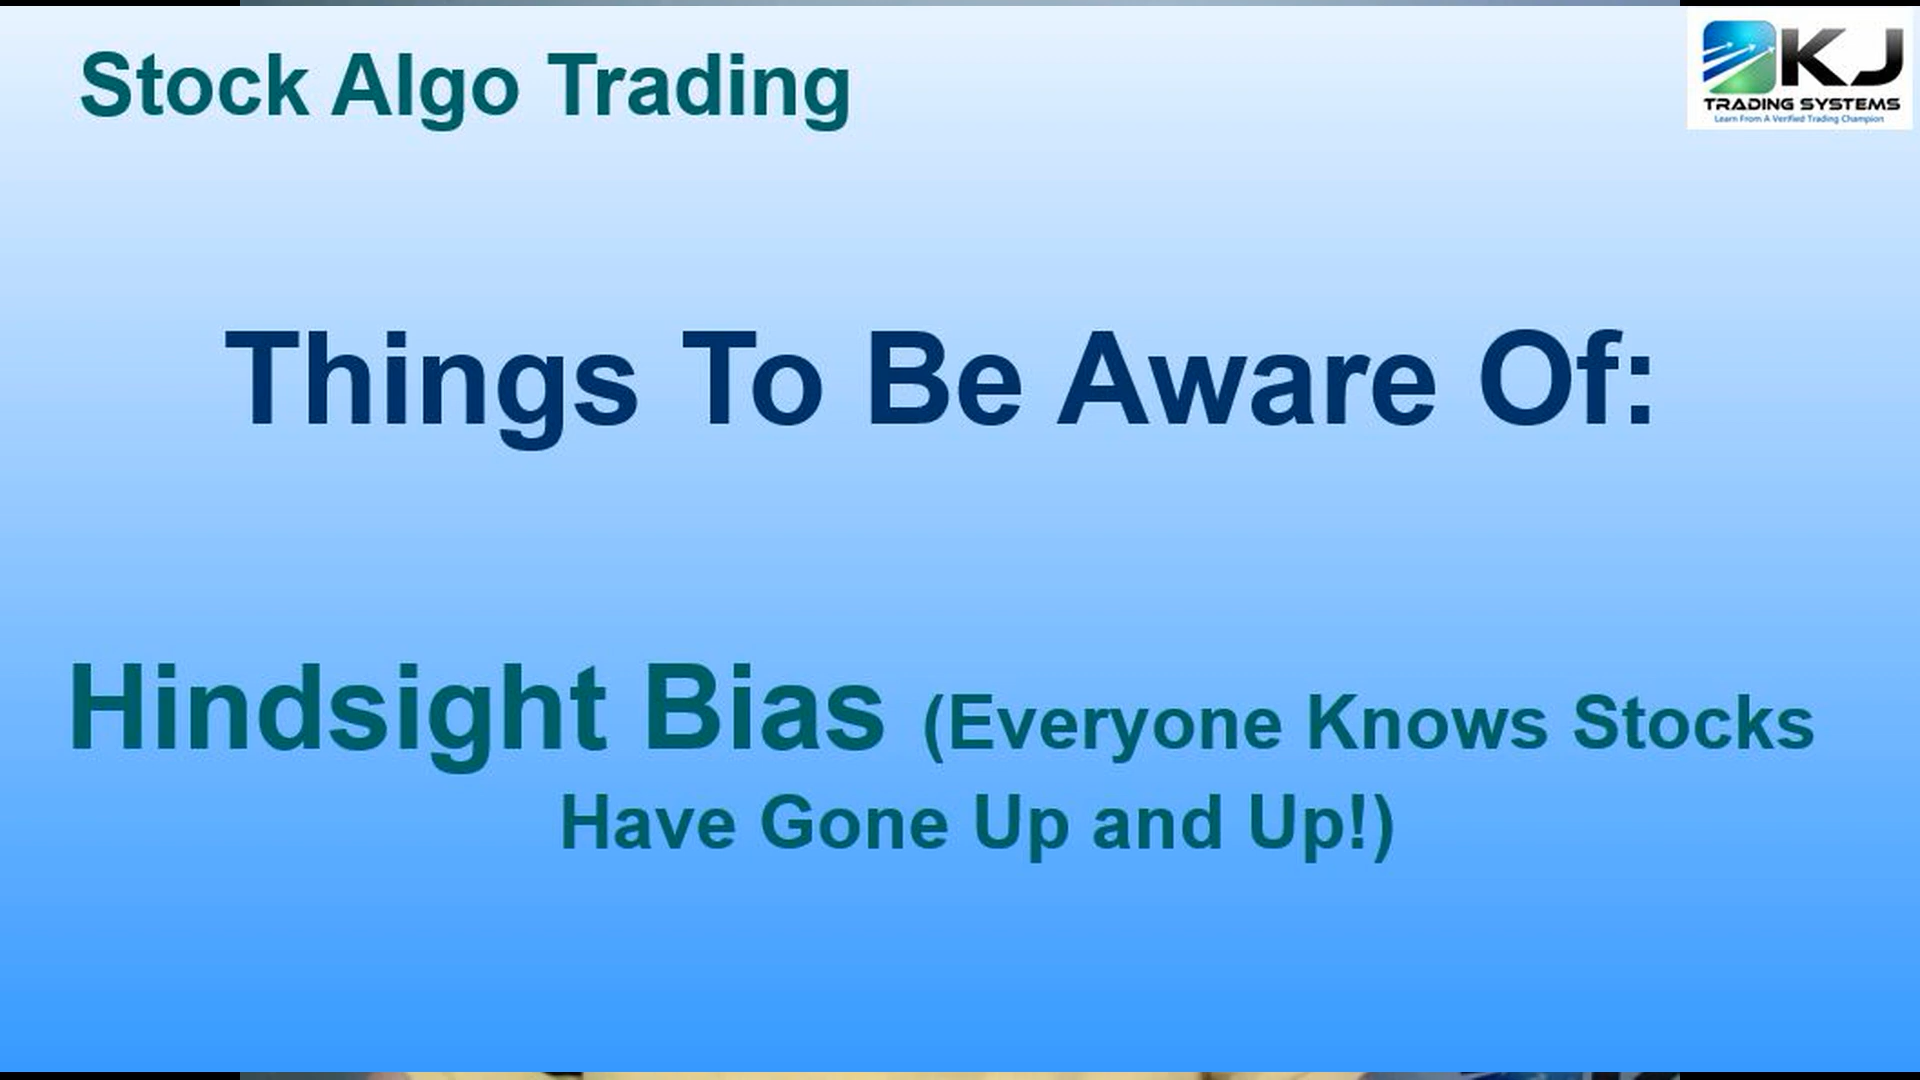 Stock Algo Trading
KJ
TRADING SYSTEMS
Learn From A Verified Trading Champion
Things To Be Aware Of:
Hindsight Bias (Everyone Knows Stocks
Have Gone Up and Up!)